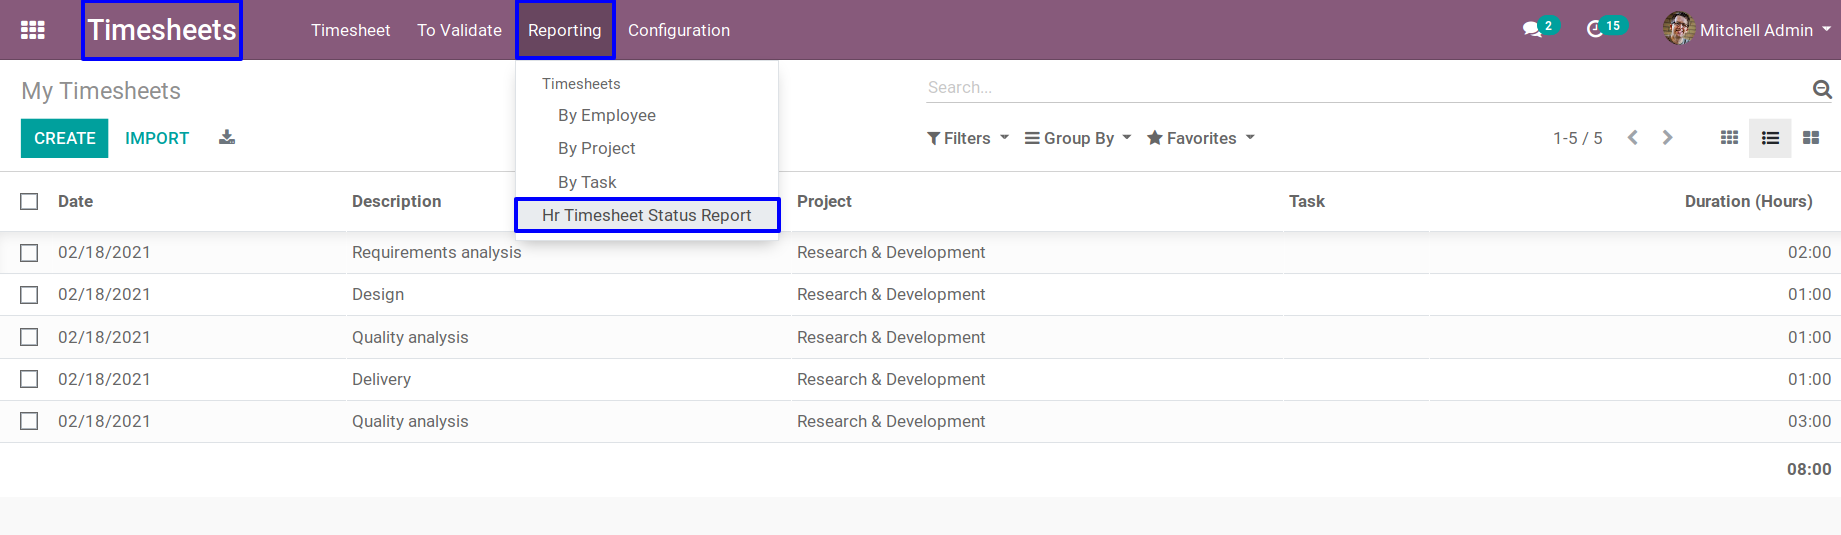 Timesheets Timesheet To Validate Reporting Configuration 2 15 Mitchell Admin
My Timesheets Timesheets Search...
By Employee
CREATE IMPORT By Project Filters Group By Favorites 1-5 / 5
By Task
Date Description Project Task Duration (Hours)
Hr Timesheet Status Report
02/18/2021 Requirements analysis Research & Development 02:00
02/18/2021 Design Research & Development 01:00
02/18/2021 Quality analysis Research & Development 01:00
02/18/2021 Delivery Research & Development 01:00
02/18/2021 Quality analysis Research & Development 03:00
08:00